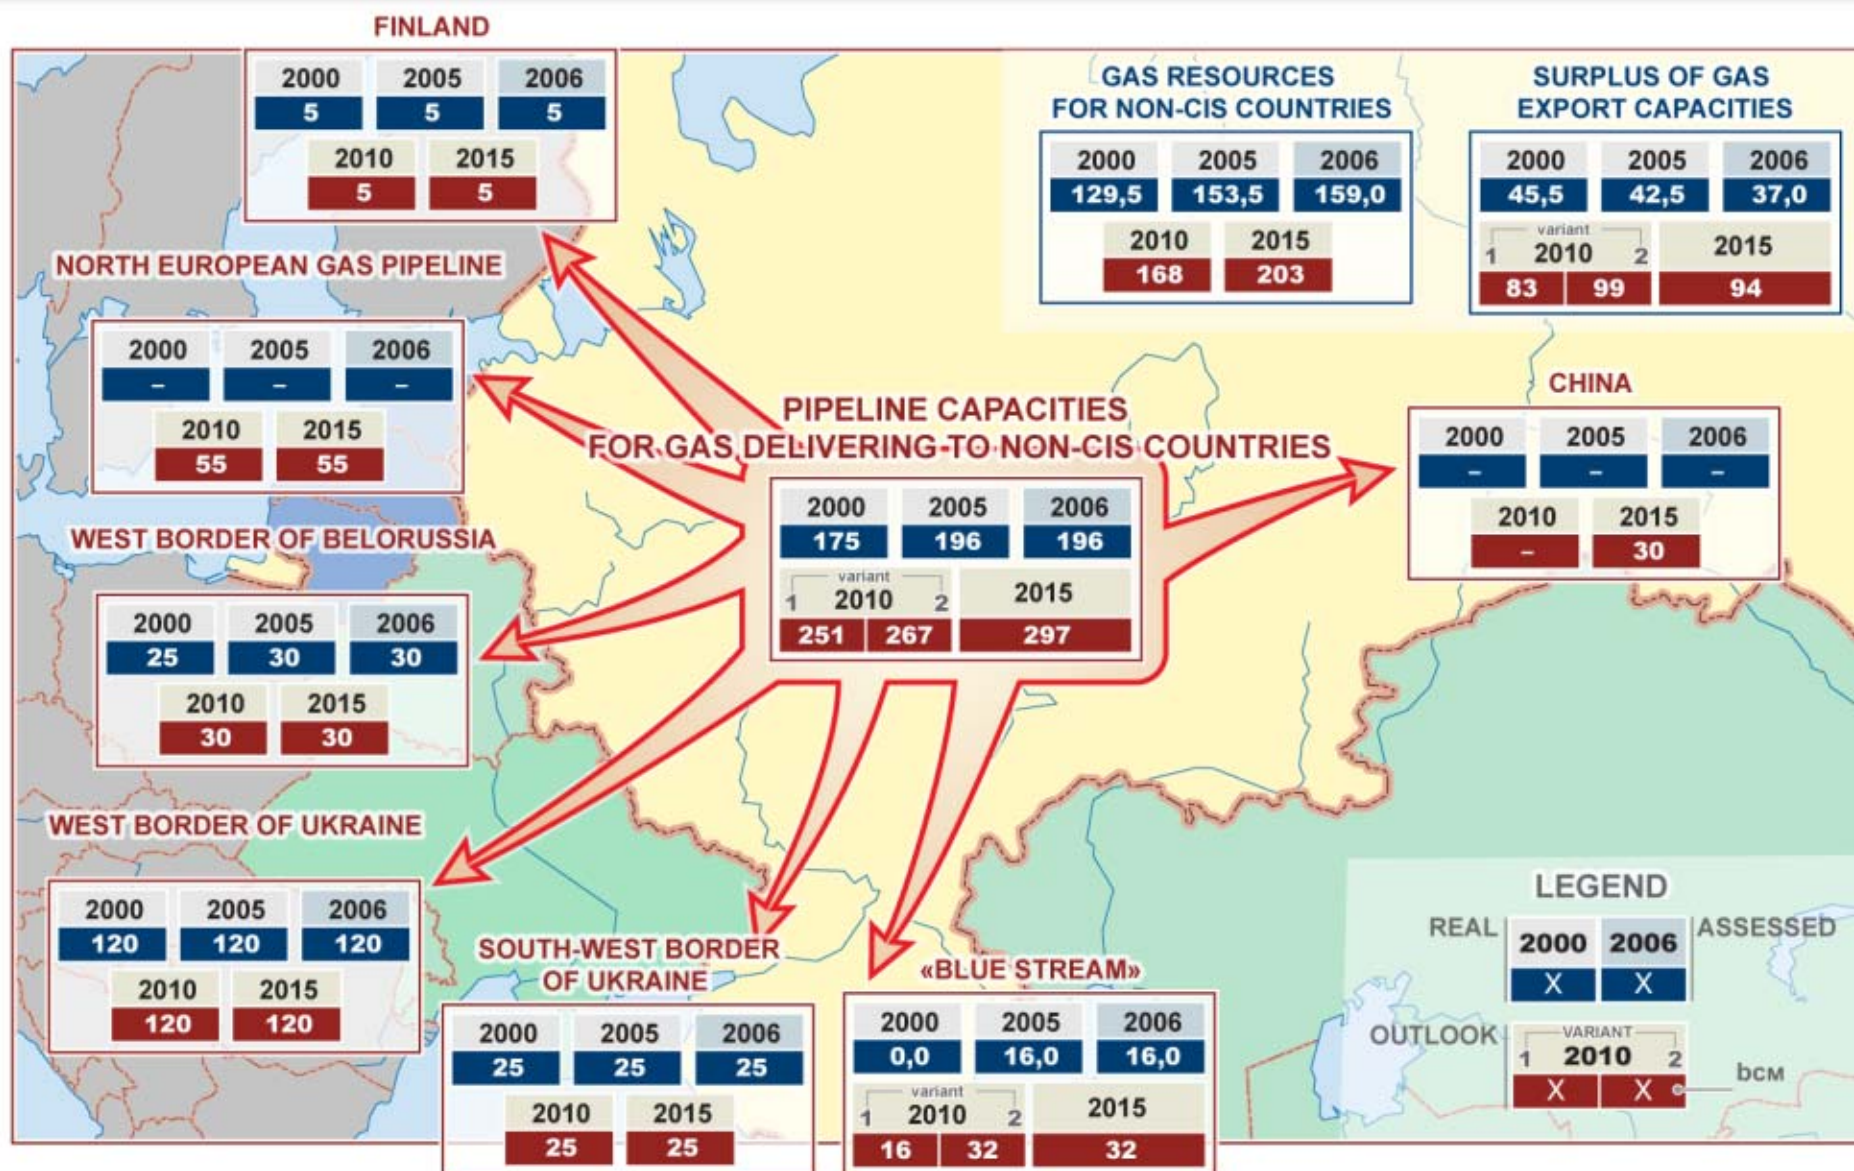 FINLAND
2000 2005 2006
5 5 5
2010 2015
5 5
GAS RESOURCES
FOR NON-CIS COUNTRIES
2000 2005 2006
129,5 153,5 159,0
2010 2015
168 203
SURPLUS OF GAS
EXPORT CAPACITIES
2000 2005 2006
45,5 42,5 37,0
variant
1 2010 2 2015
83 99 94
NORTH EUROPEAN GAS PIPELINE
2000 2005 2006
– – –
2010 2015
55 55
PIPELINE CAPACITIES
FOR GAS DELIVERING TO NON-CIS COUNTRIES
2000 2005 2006
175 196 196
variant
1 2010 2 2015
251 267 297
CHINA
2000 2005 2006
– – –
2010 2015
– 30
WEST BORDER OF BELORUSSIA
2000 2005 2006
25 30 30
2010 2015
30 30
WEST BORDER OF UKRAINE
2000 2005 2006
120 120 120
2010 2015
120 120
SOUTH-WEST BORDER
OF UKRAINE
2000 2005 2006
25 25 25
2010 2015
25 25
«BLUE STREAM»
2000 2005 2006
0,0 16,0 16,0
variant
1 2010 2 2015
16 32 32
LEGEND
REAL 2000 2006 ASSESSED
X X
OUTLOOK VARIANT
1 2010 2
X X bcм